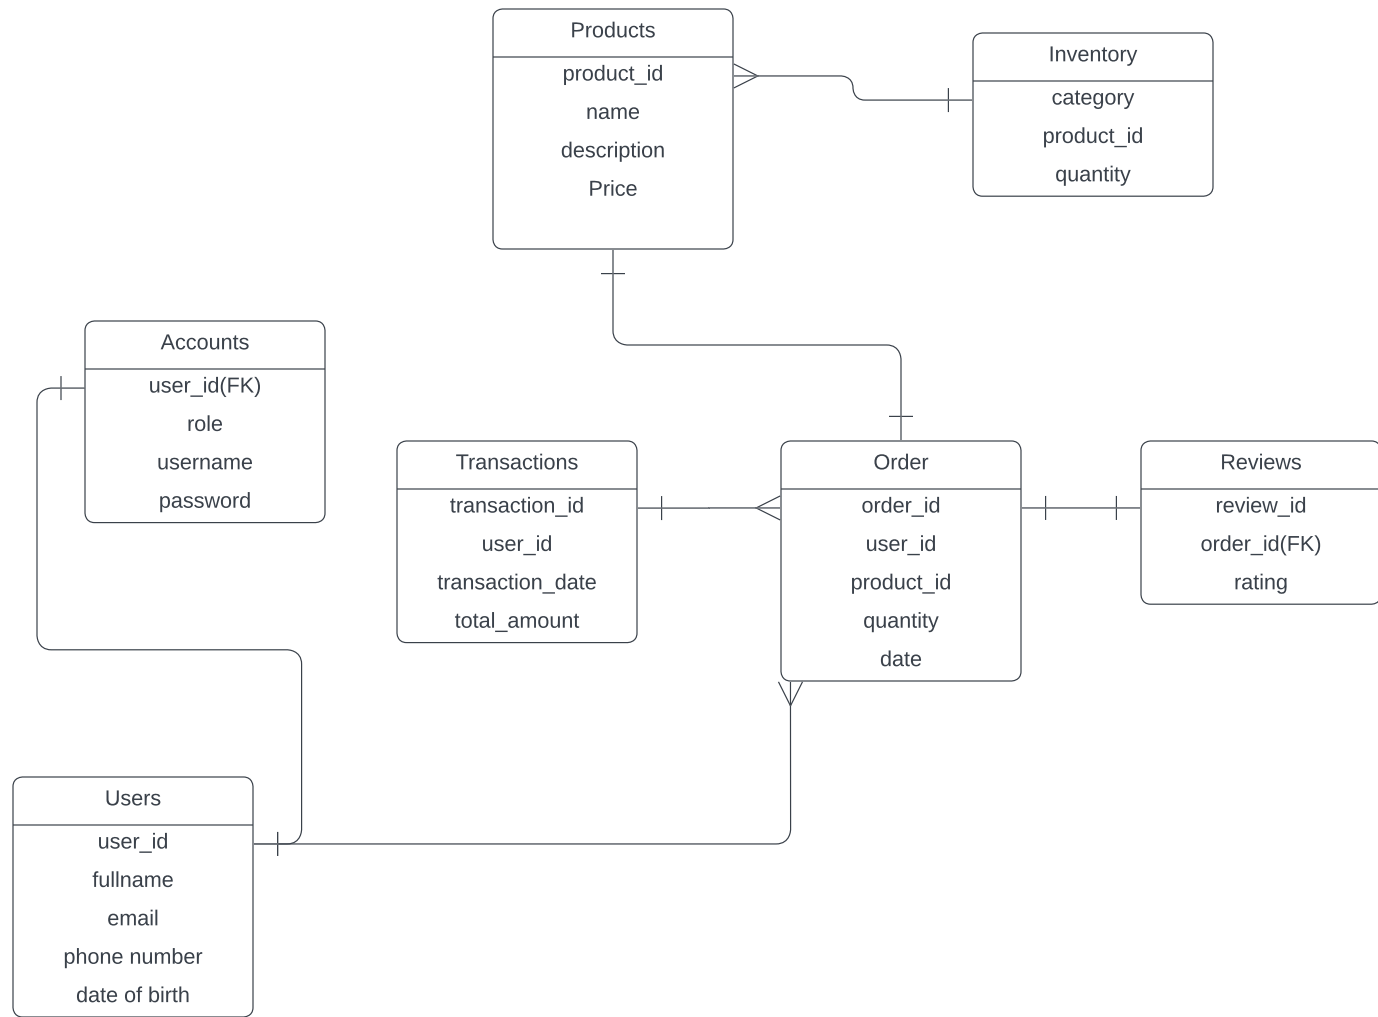 Products
product_id
name
description
Price
Inventory
category
product_id
quantity
Accounts
user_id(FK)
role
username
password
Transactions
transaction_id
user_id
transaction_date
total_amount
Order
order_id
user_id
product_id
quantity
date
Reviews
review_id
order_id(FK)
rating
Users
user_id
fullname
email
phone number
date of birth